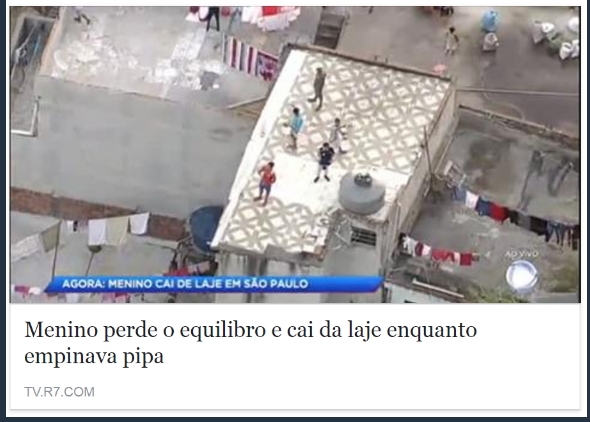 AO VIVO
AGORA: MENINO CAI DE LAJE EM SÃO PAULO
Menino perde o equilibro e cai da laje enquanto
empinava pipa
TV.R7.COM